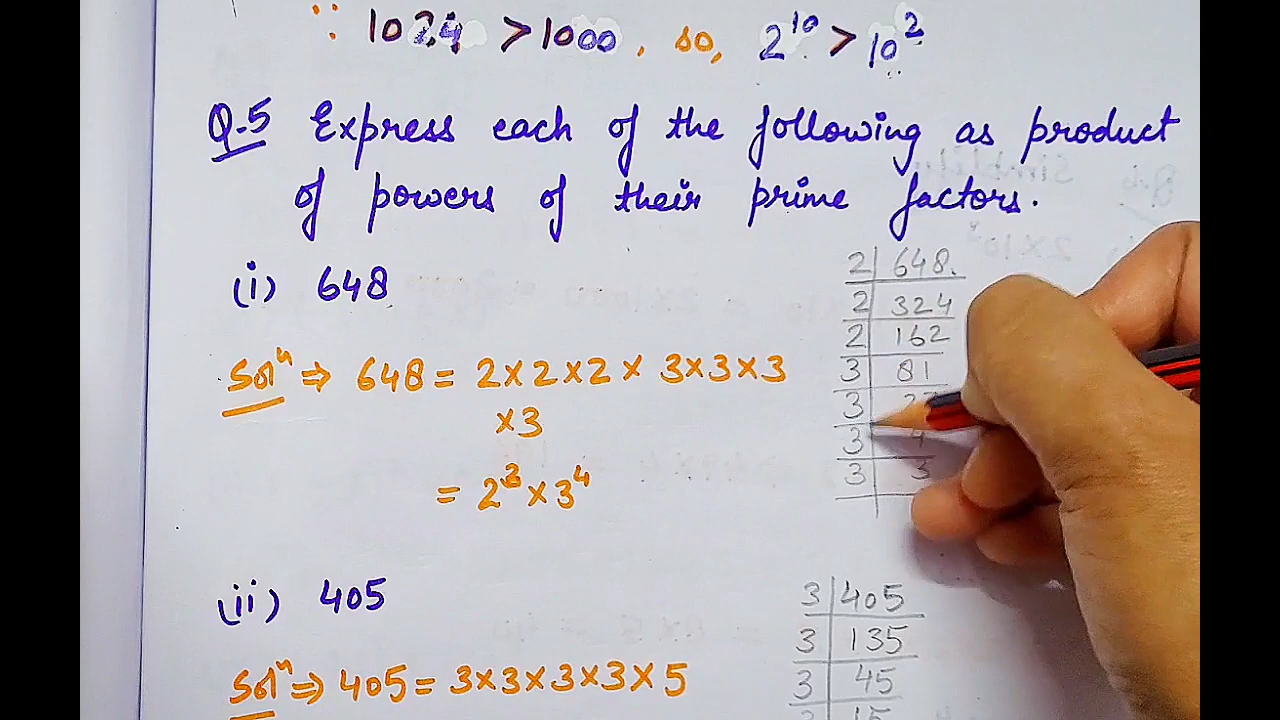 ∵ 1024 > 1000, so, 2¹⁰ > 10²
Q.5 Express each of the following as product
of powers of their prime factors.
(i) 648
Solⁿ ⇒ 648 = 2×2×2× 3×3×3
×3
= 2³ × 3⁴
2 | 648
2 | 324
2 | 162
3 | 81
3
3
3 | 3
(ii) 405
Solⁿ ⇒ 405 = 3×3×3×3×5
3 | 405
3 | 135
3 | 45
15